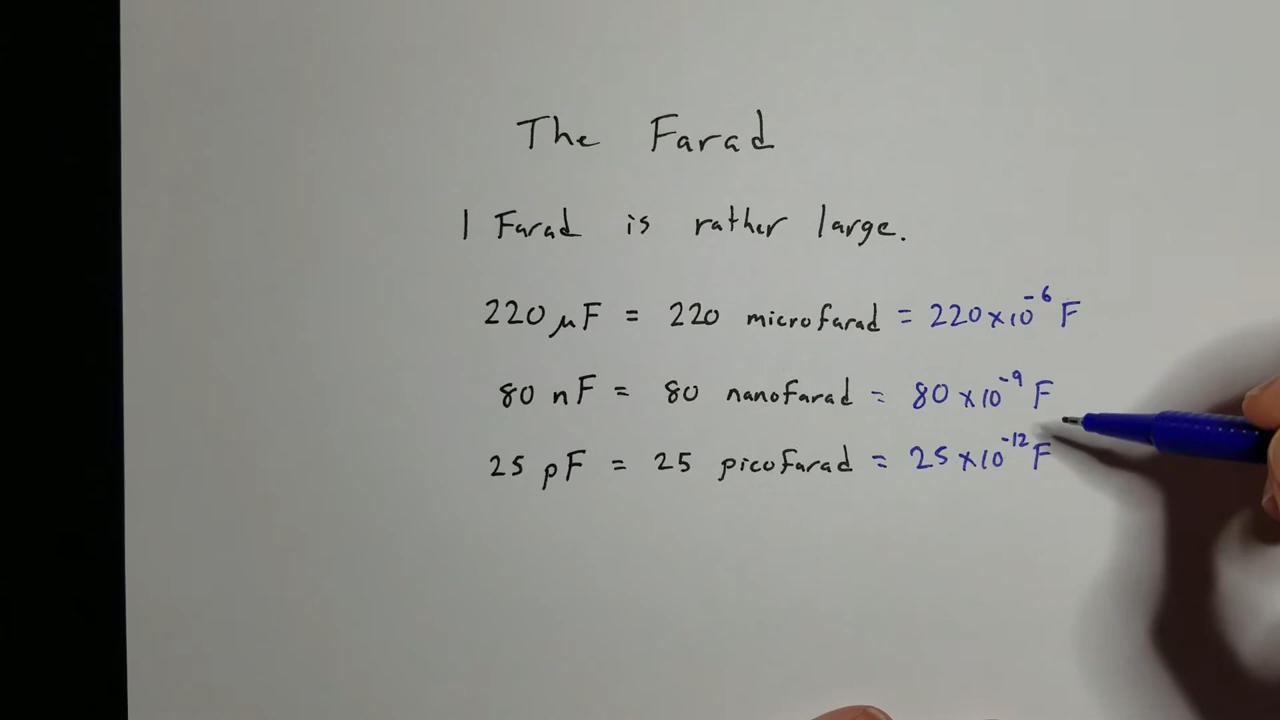 The Farad
1 Farad is rather large.
220 μF = 220 microfarad = 220×10⁻⁶ F
80 nF = 80 nanofarad = 80×10⁻⁹ F
25 pF = 25 picofarad = 25×10⁻¹² F